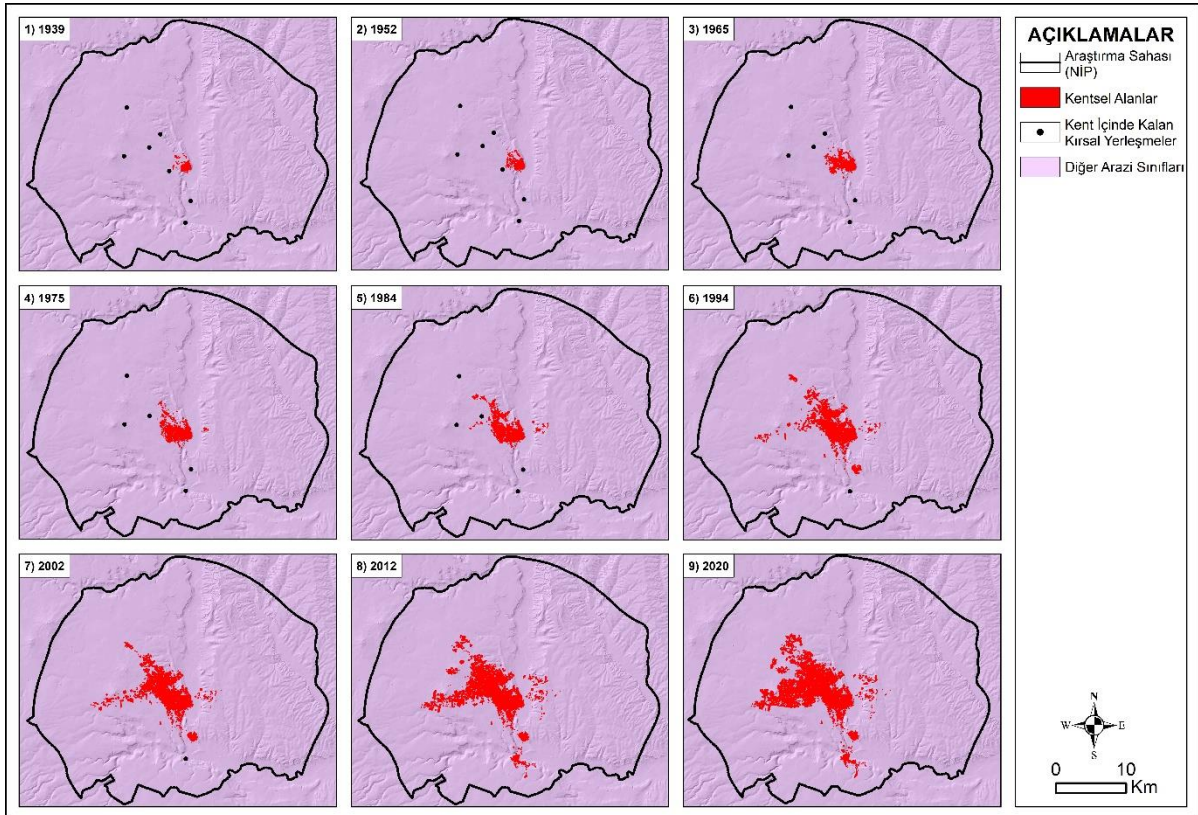 1) 1939
2) 1952
3) 1965
4) 1975
5) 1984
6) 1994
7) 2002
8) 2012
9) 2020
AÇIKLAMALAR
Araştırma Sahası
(NİP)
Kentsel Alanlar
Kent İçinde Kalan
Kırsal Yerleşmeler
Diğer Arazi Sınıfları
N
W E
S
0 10
Km